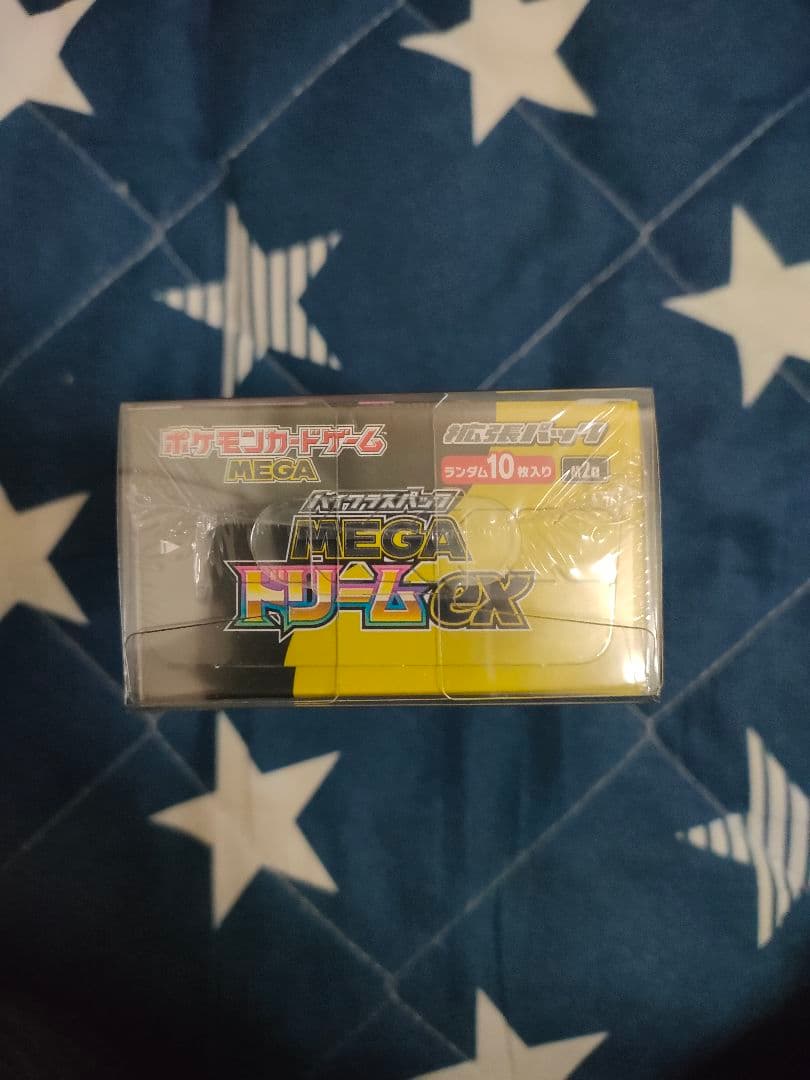 ポケモンカードゲーム
MEGA
拡張パック
ランダム10枚入り M2a
ハイクラスパック
MEGA
ドリームex